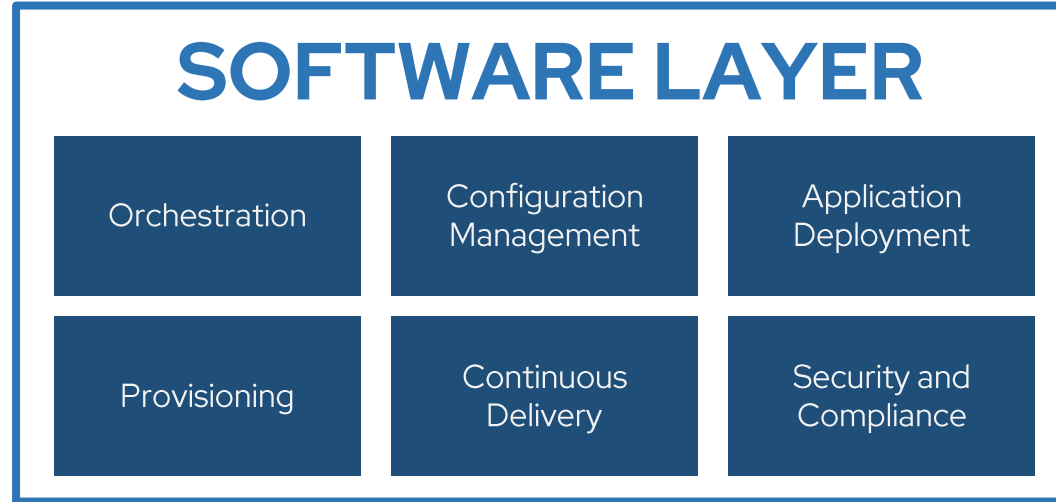 SOFTWARE LAYER
Orchestration
Configuration
Management
Application
Deployment
Provisioning
Continuous
Delivery
Security and
Compliance